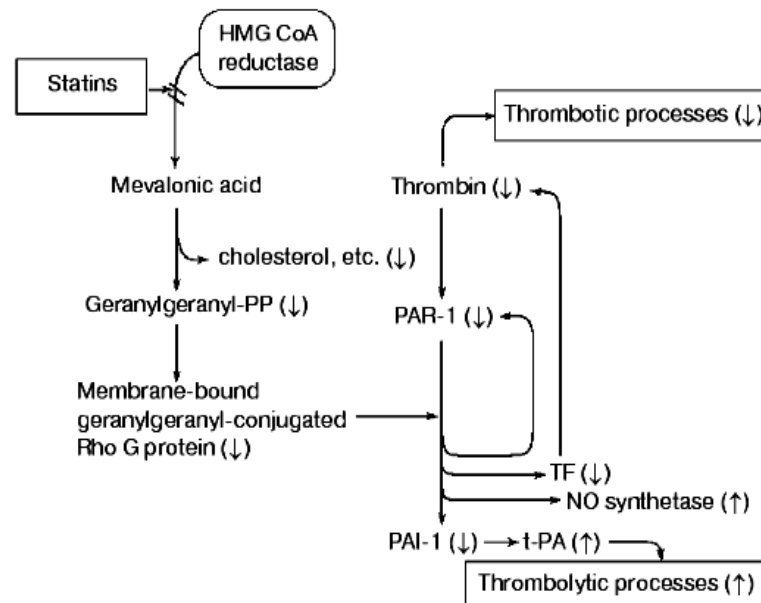 HMG CoA
reductase
Statins
Thrombotic processes (↓)
Mevalonic acid
Thrombin (↓)
cholesterol, etc. (↓)
Geranylgeranyl-PP (↓)
PAR-1 (↓)
Membrane-bound
geranylgeranyl-conjugated
Rho G protein (↓)
TF (↓)
NO synthetase (↑)
PAI-1 (↓)
t-PA (↑)
Thrombolytic processes (↑)